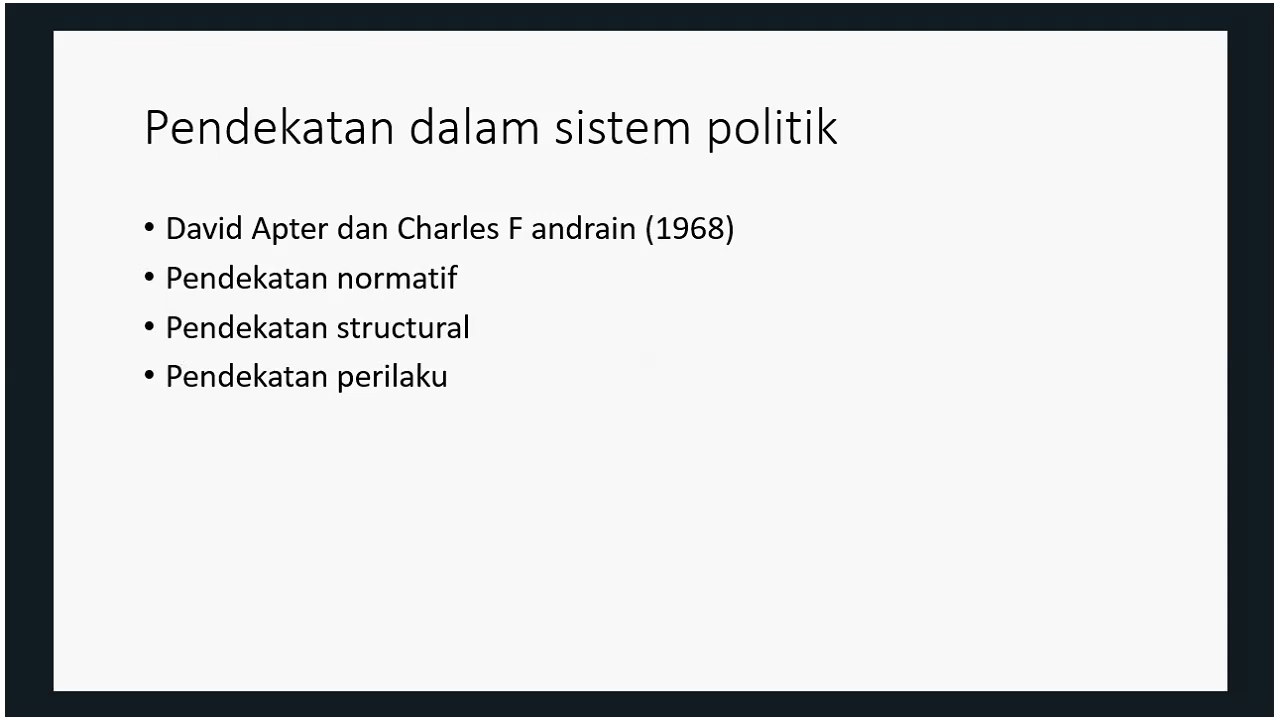 Pendekatan dalam sistem politik
• David Apter dan Charles F andrain (1968)
• Pendekatan normatif
• Pendekatan structural
• Pendekatan perilaku